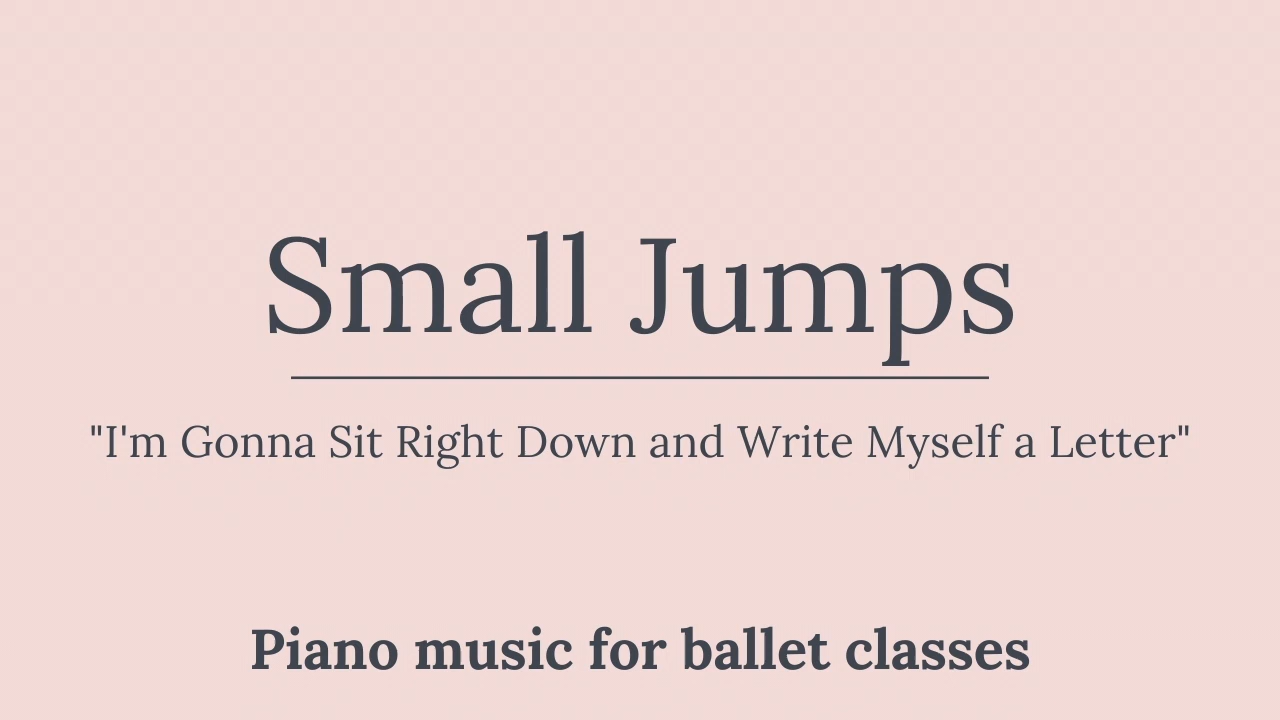 Small Jumps
"I'm Gonna Sit Right Down and Write Myself a Letter"
Piano music for ballet classes